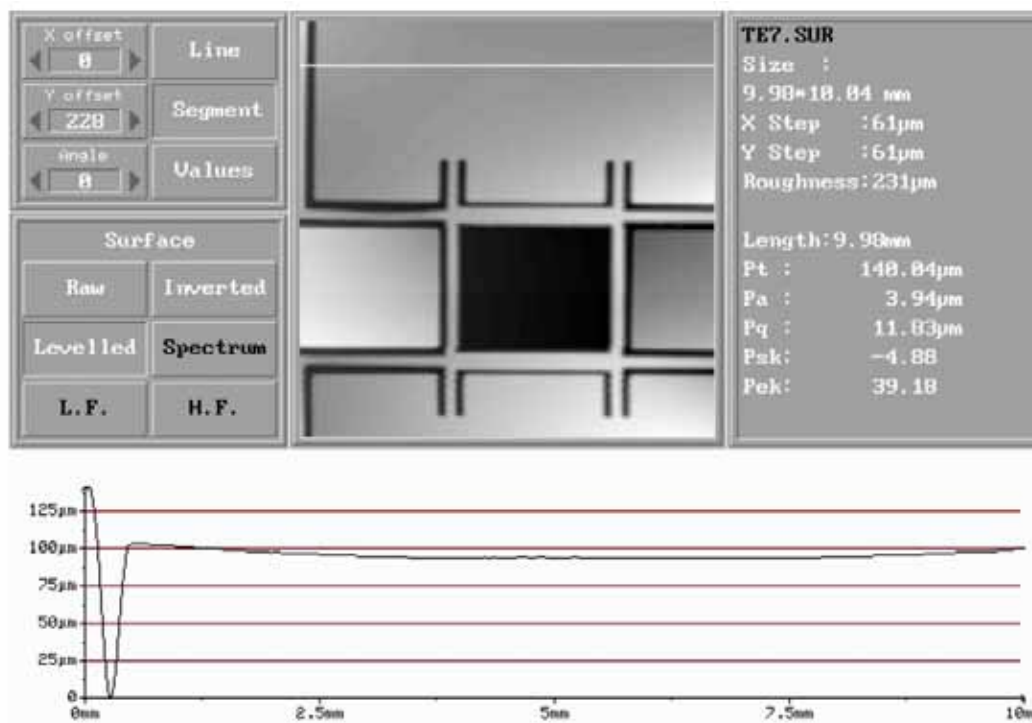 X offset
0
Line
Y offset
228
Segment
Angle
0
Values
Surface
Raw
Inverted
Levelled
Spectrum
L.F.
H.F.
TE7.SUR
Size :
9.98*10.04 mm
X Step :61µm
Y Step :61µm
Roughness:231µm
Length:9.98mm
Pt : 140.04µm
Pa : 3.94µm
Pq : 11.83µm
Psk: -4.88
Pek: 39.18
125µm
100µm
75µm
50µm
25µm
0
0mm
2.5mm
5mm
7.5mm
10m